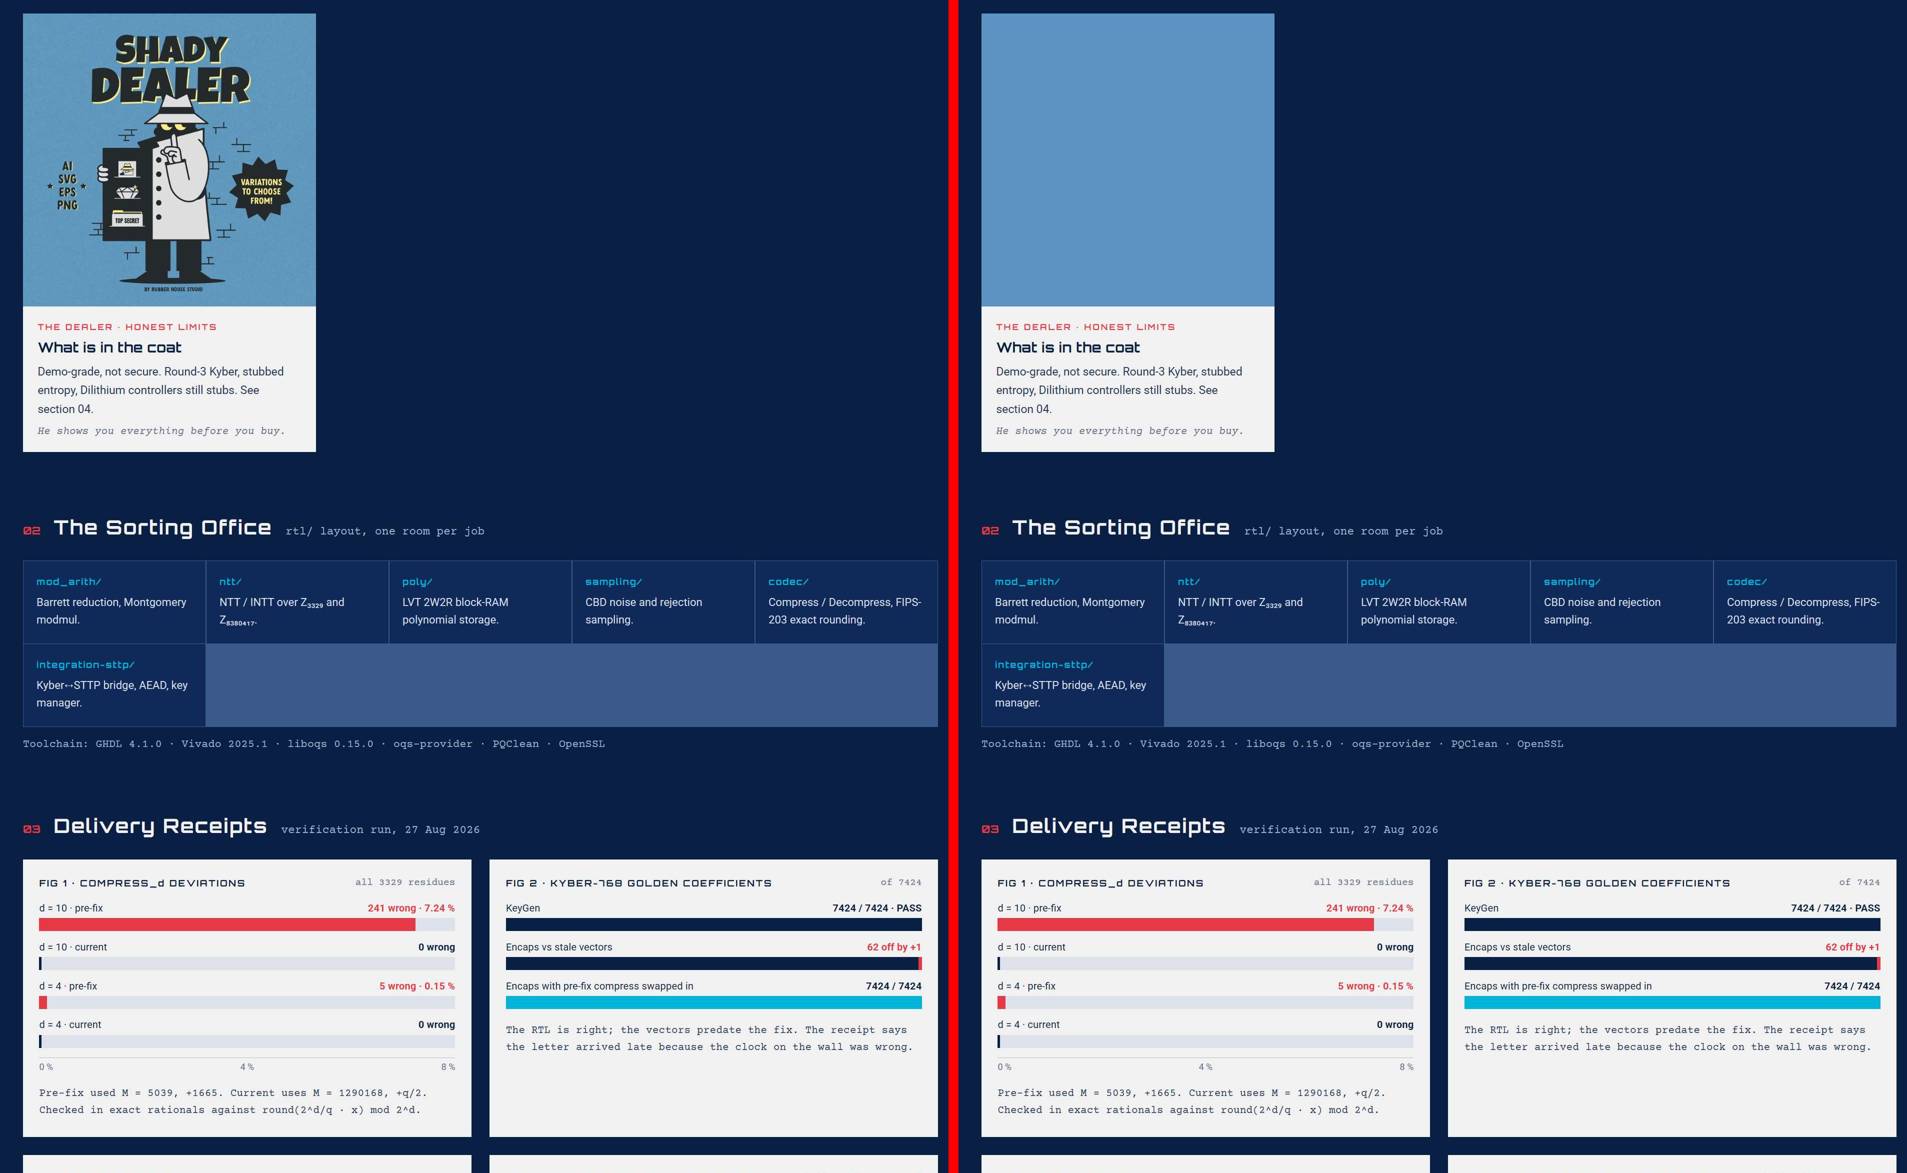 SHADY
DEALER
AI
SVG
EPS
PNG
VARIATIONS
TO CHOOSE
FROM!
TOP SECRET
BY RUBBER HOUSE STUDIO
THE DEALER · HONEST LIMITS
What is in the coat
Demo-grade, not secure. Round-3 Kyber, stubbed
entropy, Dilithium controllers still stubs. See
section 04.
He shows you everything before you buy.
02 The Sorting Office rtl/ layout, one room per job
mod_arith/
Barrett reduction, Montgomery
modmul.
ntt/
NTT / INTT over Z₃₃₂₉ and
Z₈₃₈₀₄₁₇.
poly/
LVT 2W2R block-RAM
polynomial storage.
sampling/
CBD noise and rejection
sampling.
codec/
Compress / Decompress, FIPS-
203 exact rounding.
integration-sttp/
Kyber↔STTP bridge, AEAD, key
manager.
Toolchain: GHDL 4.1.0 · Vivado 2025.1 · liboqs 0.15.0 · oqs-provider · PQClean · OpenSSL
03 Delivery Receipts verification run, 27 Aug 2026
FIG 1 · COMPRESS_d DEVIATIONS all 3329 residues
d = 10 · pre-fix 241 wrong · 7.24 %
d = 10 · current 0 wrong
d = 4 · pre-fix 5 wrong · 0.15 %
d = 4 · current 0 wrong
0 % 4 % 8 %
Pre-fix used M = 5039, +1665. Current uses M = 1290168, +q/2.
Checked in exact rationals against round(2^d/q · x) mod 2^d.
FIG 2 · KYBER-768 GOLDEN COEFFICIENTS of 7424
KeyGen 7424 / 7424 · PASS
Encaps vs stale vectors 62 off by +1
Encaps with pre-fix compress swapped in 7424 / 7424
The RTL is right; the vectors predate the fix. The receipt says
the letter arrived late because the clock on the wall was wrong.
THE DEALER · HONEST LIMITS
What is in the coat
Demo-grade, not secure. Round-3 Kyber, stubbed
entropy, Dilithium controllers still stubs. See
section 04.
He shows you everything before you buy.
02 The Sorting Office rtl/ layout, one room per job
mod_arith/
Barrett reduction, Montgomery
modmul.
ntt/
NTT / INTT over Z₃₃₂₉ and
Z₈₃₈₀₄₁₇.
poly/
LVT 2W2R block-RAM
polynomial storage.
sampling/
CBD noise and rejection
sampling.
codec/
Compress / Decompress, FIPS-
203 exact rounding.
integration-sttp/
Kyber↔STTP bridge, AEAD, key
manager.
Toolchain: GHDL 4.1.0 · Vivado 2025.1 · liboqs 0.15.0 · oqs-provider · PQClean · OpenSSL
03 Delivery Receipts verification run, 27 Aug 2026
FIG 1 · COMPRESS_d DEVIATIONS all 3329 residues
d = 10 · pre-fix 241 wrong · 7.24 %
d = 10 · current 0 wrong
d = 4 · pre-fix 5 wrong · 0.15 %
d = 4 · current 0 wrong
0 % 4 % 8 %
Pre-fix used M = 5039, +1665. Current uses M = 1290168, +q/2.
Checked in exact rationals against round(2^d/q · x) mod 2^d.
FIG 2 · KYBER-768 GOLDEN COEFFICIENTS of 7424
KeyGen 7424 / 7424 · PASS
Encaps vs stale vectors 62 off by +1
Encaps with pre-fix compress swapped in 7424 / 7424
The RTL is right; the vectors predate the fix. The receipt says
the letter arrived late because the clock on the wall was wrong.